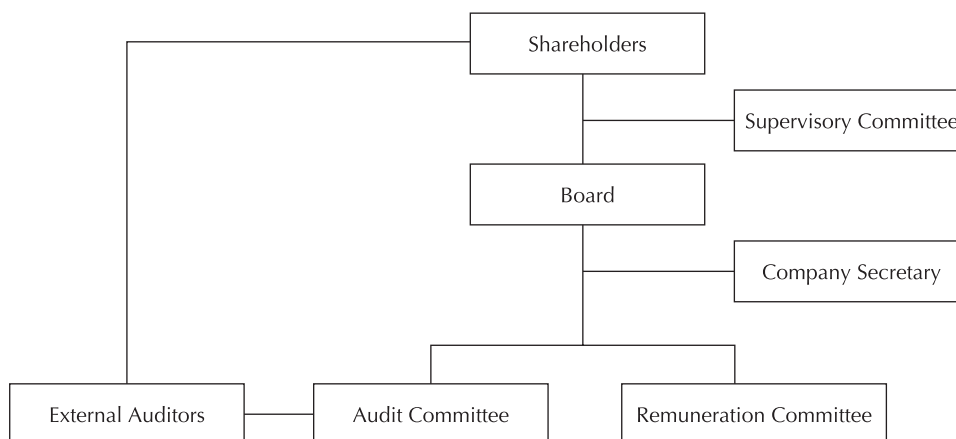 Shareholders
Supervisory Committee
Board
Company Secretary
External Auditors
Audit Committee
Remuneration Committee